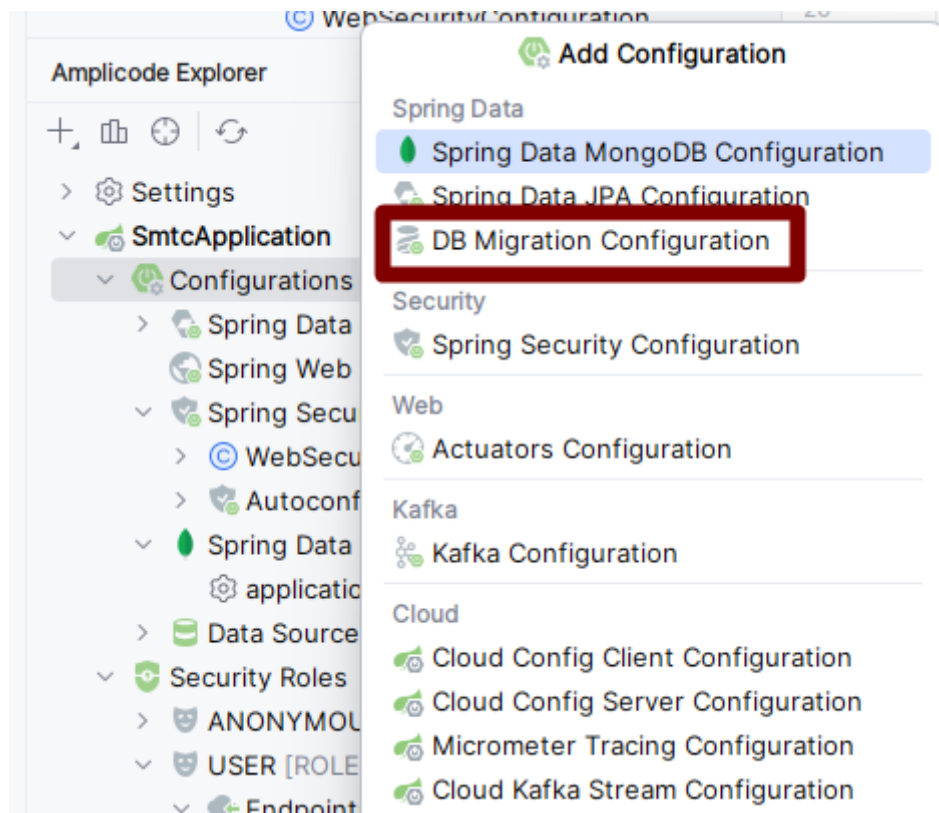 WebSecurityConfiguration
20
Amplicode Explorer
Settings
SmtcApplication
Configurations
Spring Data
Spring Web
Spring Secu
WebSecu
Autoconf
Spring Data
applicatio
Data Source
Security Roles
ANONYMOU
USER [ROLE
Endpoint
Add Configuration
Spring Data
Spring Data MongoDB Configuration
Spring Data JPA Configuration
DB Migration Configuration
Security
Spring Security Configuration
Web
Actuators Configuration
Kafka
Kafka Configuration
Cloud
Cloud Config Client Configuration
Cloud Config Server Configuration
Micrometer Tracing Configuration
Cloud Kafka Stream Configuration